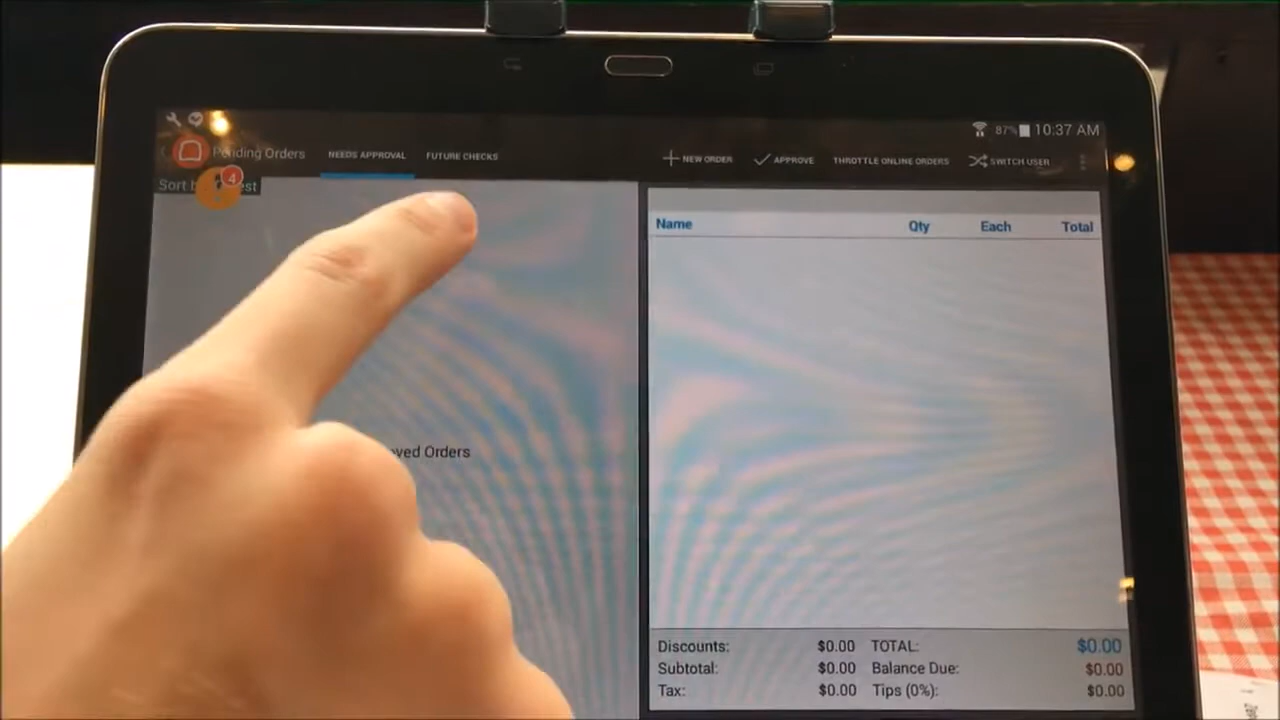 87% 10:37 AM
Pending Orders NEEDS APPROVAL FUTURE CHECKS NEW ORDER APPROVE THROTTLE ONLINE ORDERS SWITCH USER
Sort 4 est
Name Qty Each Total
oved Orders
Discounts: $0.00 TOTAL: $0.00
Subtotal: $0.00 Balance Due: $0.00
Tax: $0.00 Tips (0%): $0.00